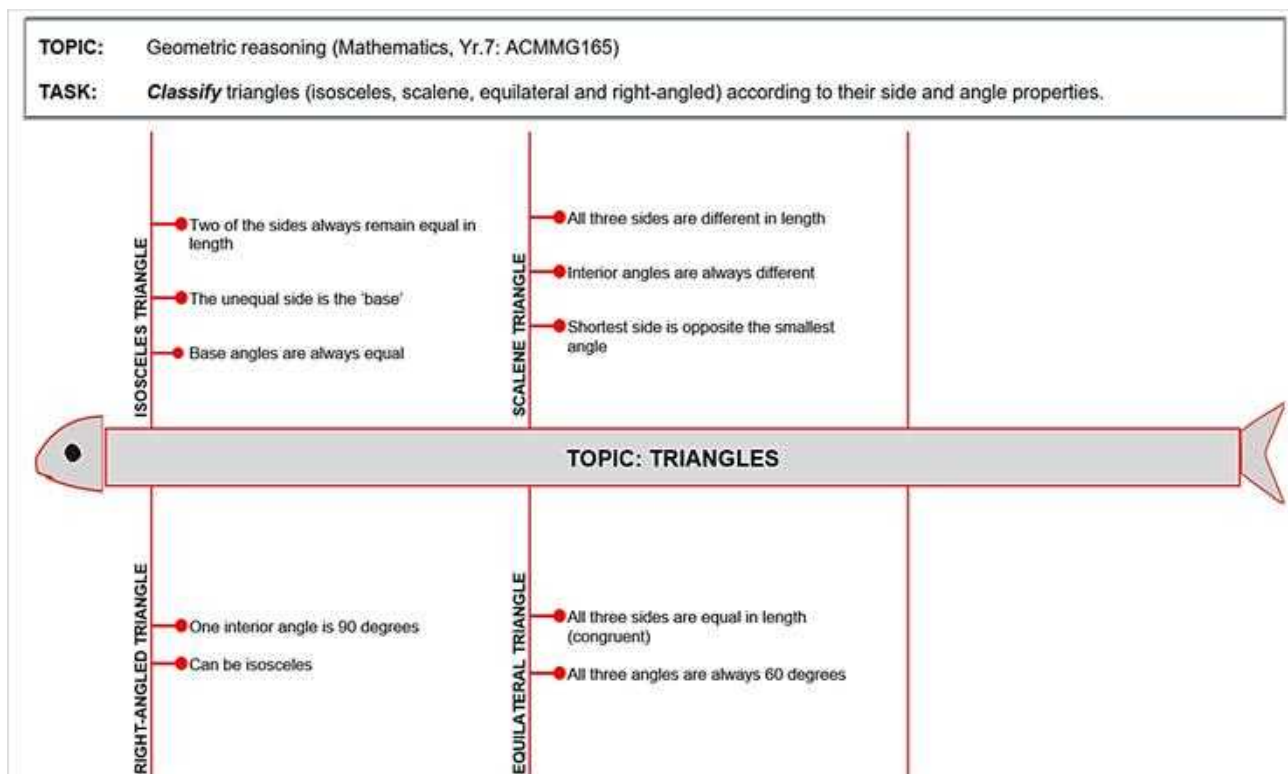 TOPIC: Geometric reasoning (Mathematics, Yr.7: ACMMG165)
TASK: Classify triangles (isosceles, scalene, equilateral and right-angled) according to their side and angle properties.
ISOSCELES TRIANGLE
Two of the sides always remain equal in
length
The unequal side is the 'base'
Base angles are always equal
SCALENE TRIANGLE
All three sides are different in length
Interior angles are always different
Shortest side is opposite the smallest
angle
TOPIC: TRIANGLES
RIGHT-ANGLED TRIANGLE
One interior angle is 90 degrees
Can be isosceles
EQUILATERAL TRIANGLE
All three sides are equal in length
(congruent)
All three angles are always 60 degrees